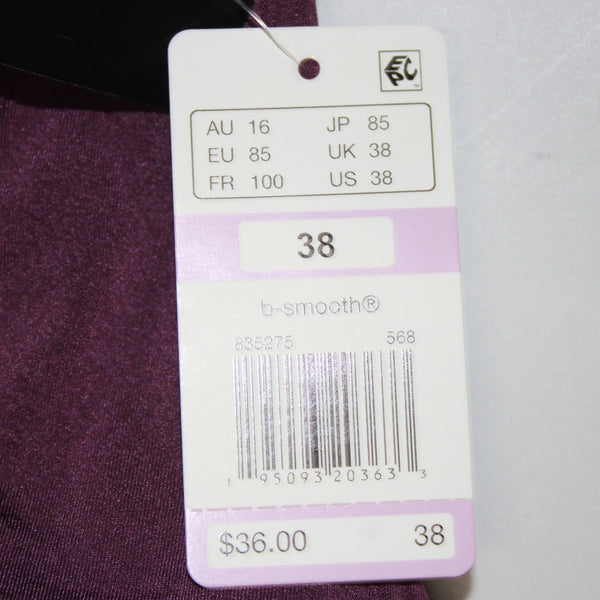 EPC
AU 16 JP 85
EU 85 UK 38
FR 100 US 38
38
b-smooth®
835275 568
1 95093 20363 3
$36.00 38